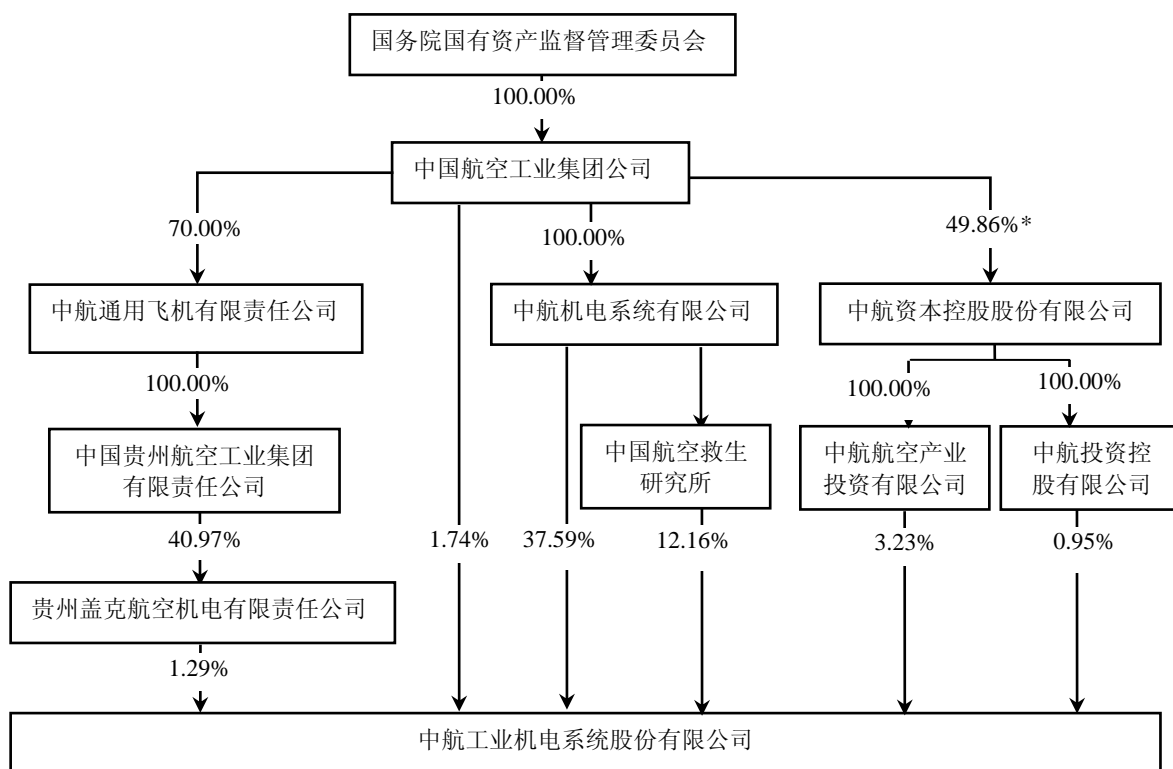 国务院国有资产监督管理委员会
100.00%
中国航空工业集团公司
70.00%
100.00%
49.86%*
中航通用飞机有限责任公司
中航机电系统有限公司
中航资本控股股份有限公司
100.00%
100.00%
100.00%
中国贵州航空工业集团
有限责任公司
中国航空救生
研究所
中航航空产业
投资有限公司
中航投资控
股有限公司
40.97%
1.74%
37.59%
12.16%
3.23%
0.95%
贵州盖克航空机电有限责任公司
1.29%
中航工业机电系统股份有限公司